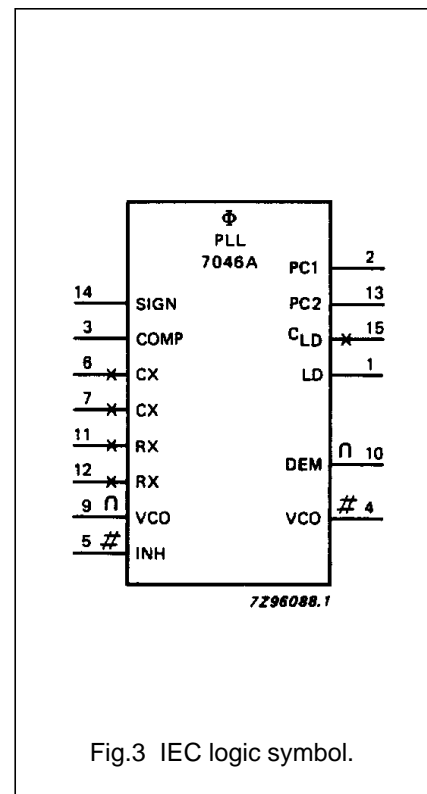 Φ
PLL
7046A
14 SIGN
3 COMP
6 CX
7 CX
11 RX
12 RX
9 ∩ VCO
5 # INH
PC1 2
PC2 13
CLD 15
LD 1
DEM ∩ 10
VCO # 4
7Z96088.1
Fig.3 IEC logic symbol.